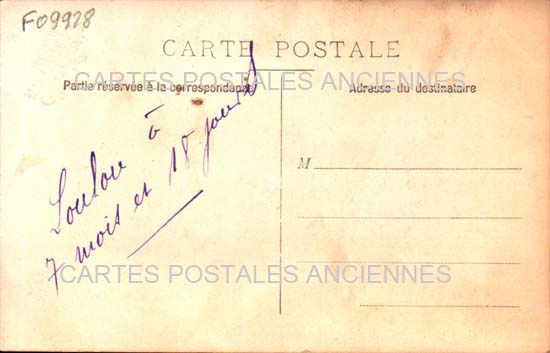 F09928
CARTE POSTALE
CARTES POSTALES ANCIENNES
Partie réservée à la correspondance
Adresse du destinataire
M
Loulou à
7 mois et 18 jours
CARTES POSTALES ANCIENNES